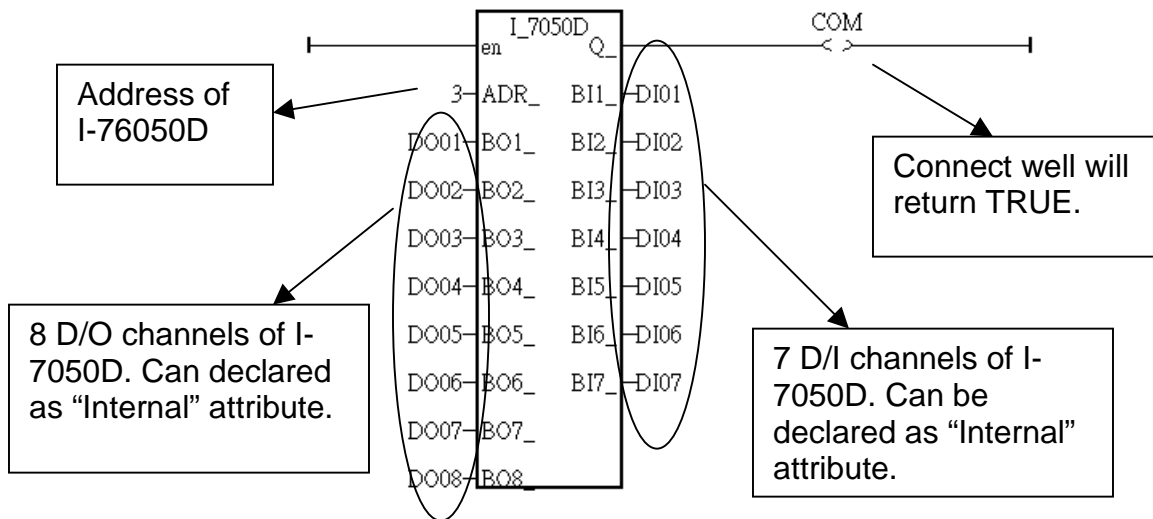 I_7050D
COM
en Q_
Address of
I-76050D
3 ADR_ BI1_ DI01
DO01 BO1_ BI2_ DI02
DO02 BO2_ BI3_ DI03
DO03 BO3_ BI4_ DI04
DO04 BO4_ BI5_ DI05
DO05 BO5_ BI6_ DI06
DO06 BO6_ BI7_ DI07
DO07 BO7_
DO08 BO8_
Connect well will
return TRUE.
8 D/O channels of I-
7050D. Can declared
as “Internal” attribute.
7 D/I channels of I-
7050D. Can be
declared as “Internal”
attribute.